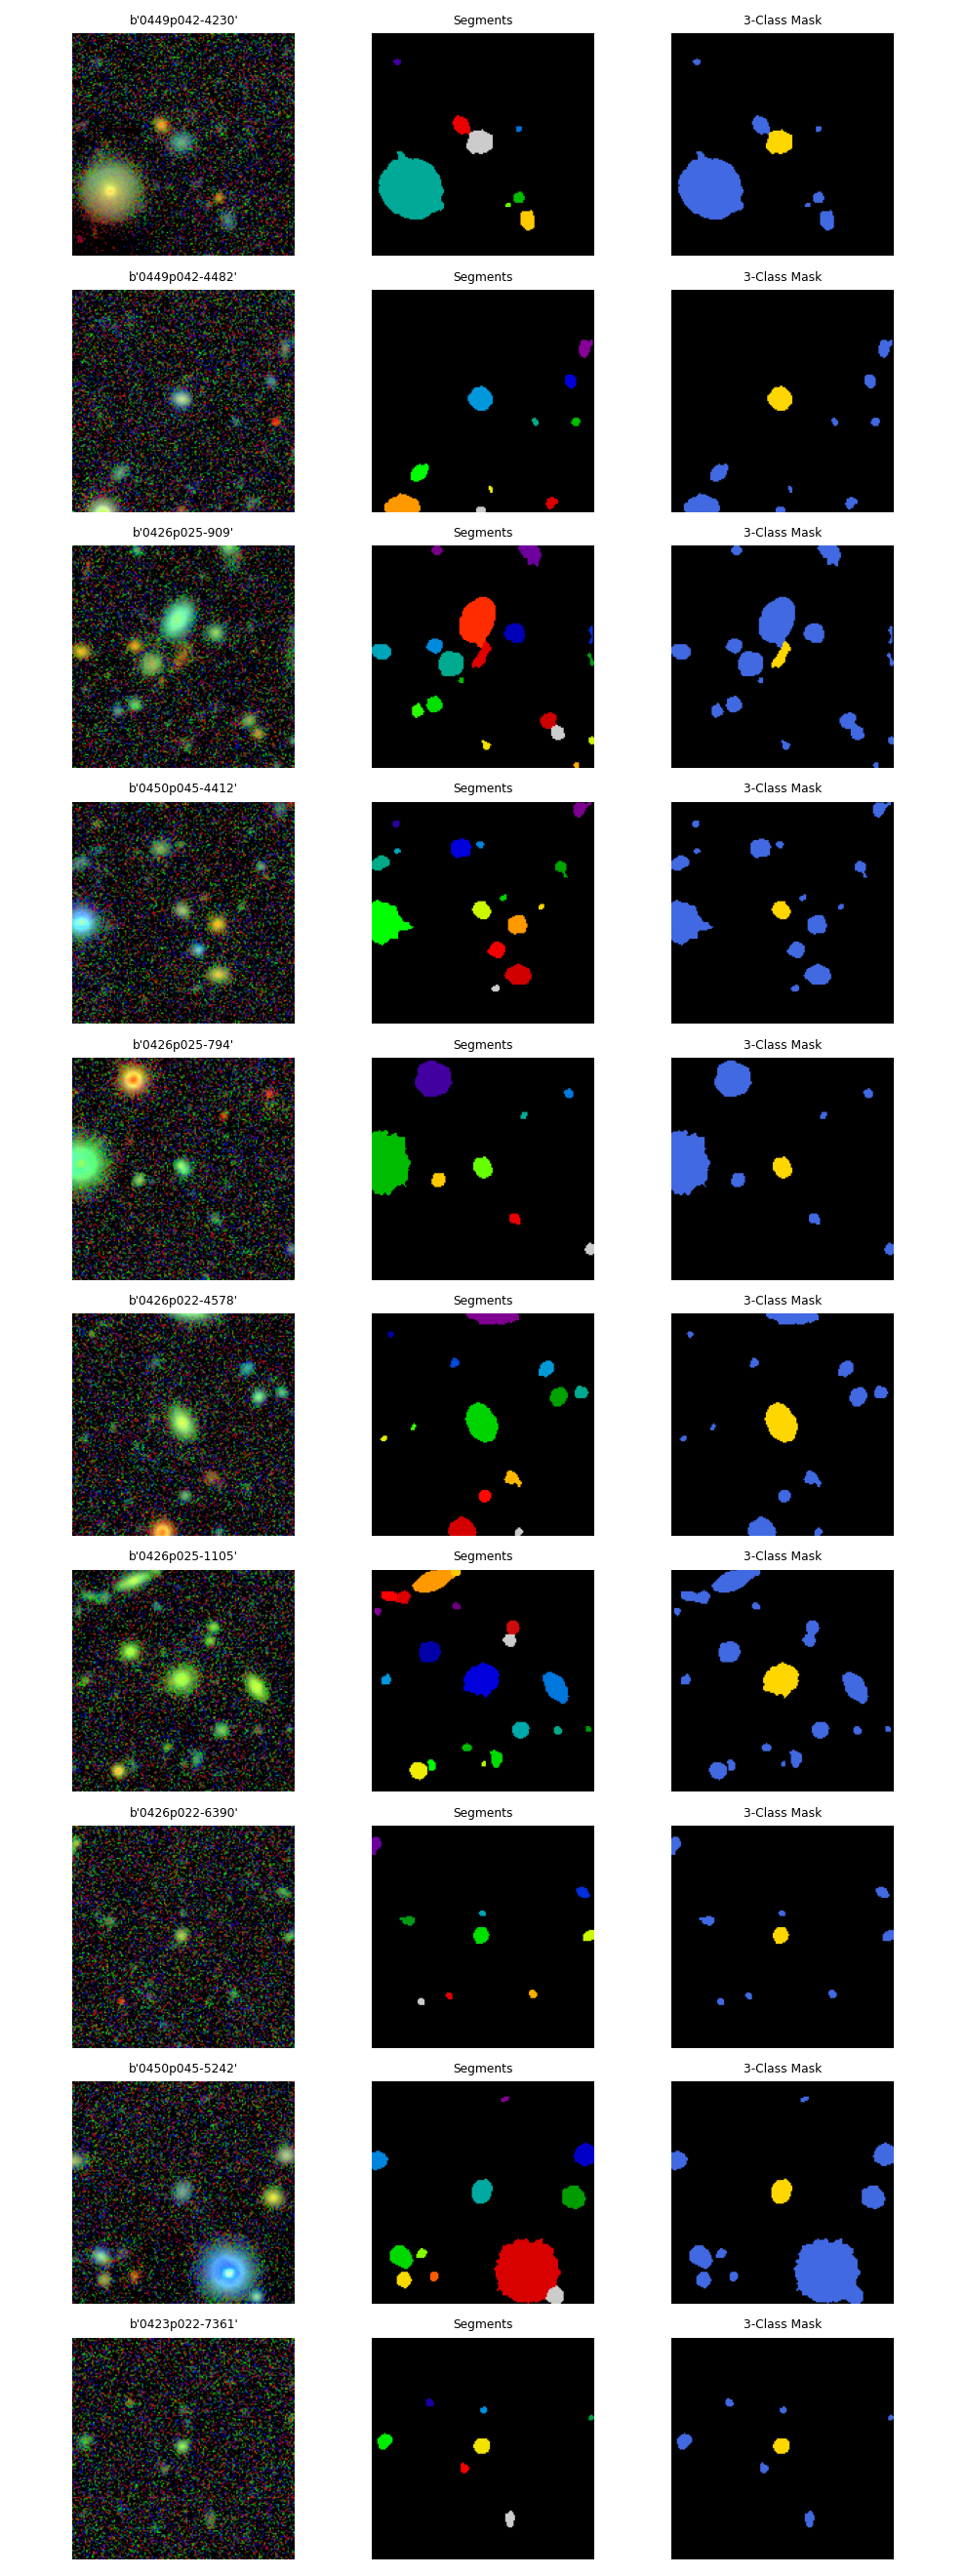 b'0449p042-4230' Segments 3-Class Mask
b'0449p042-4482' Segments 3-Class Mask
b'0426p025-909' Segments 3-Class Mask
b'0450p045-4412' Segments 3-Class Mask
b'0426p025-794' Segments 3-Class Mask
b'0426p022-4578' Segments 3-Class Mask
b'0426p025-1105' Segments 3-Class Mask
b'0426p022-6390' Segments 3-Class Mask
b'0450p045-5242' Segments 3-Class Mask
b'0423p022-7361' Segments 3-Class Mask